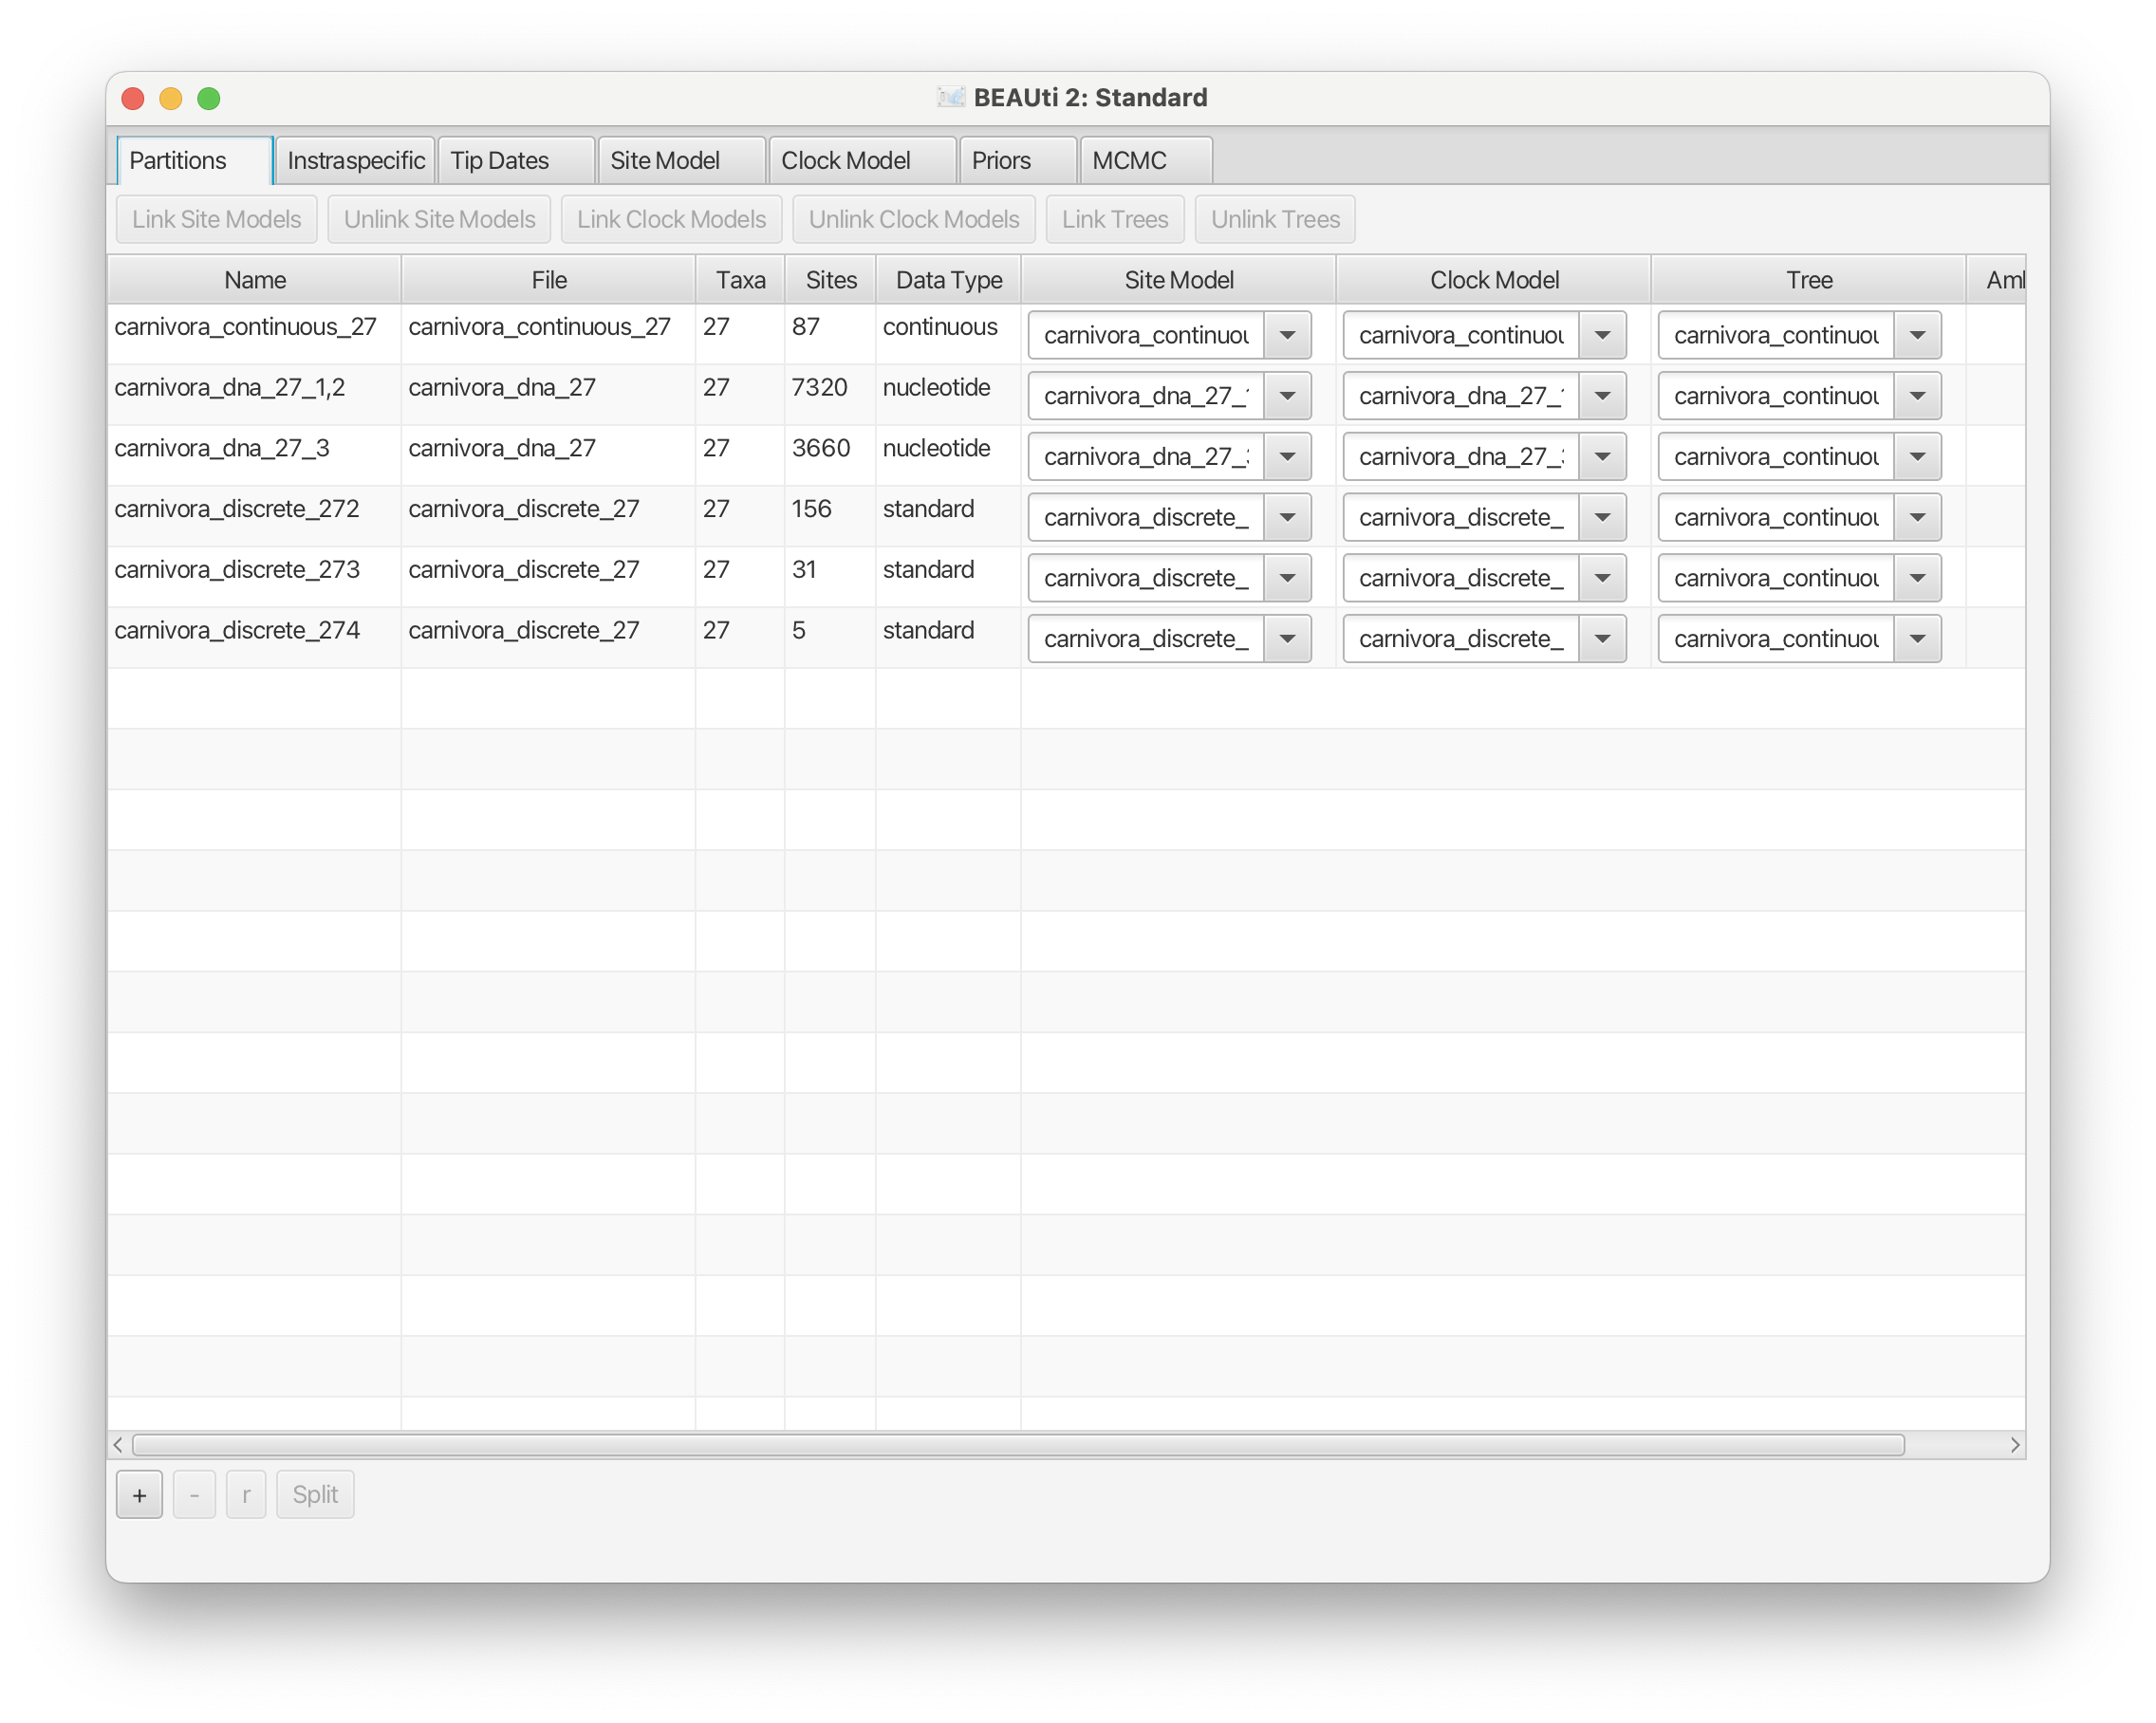 BEAUti 2: Standard
Partitions Instraspecific Tip Dates Site Model Clock Model Priors MCMC
Link Site Models Unlink Site Models Link Clock Models Unlink Clock Models Link Trees Unlink Trees
Name File Taxa Sites Data Type Site Model Clock Model Tree
carnivora_continuous_27 carnivora_continuous_27 27 87 continuous carnivora_continuou carnivora_continuou carnivora_continuou
carnivora_dna_27_1,2 carnivora_dna_27 27 7320 nucleotide carnivora_dna_27_ carnivora_dna_27_ carnivora_continuou
carnivora_dna_27_3 carnivora_dna_27 27 3660 nucleotide carnivora_dna_27_ carnivora_dna_27_ carnivora_continuou
carnivora_discrete_272 carnivora_discrete_27 27 156 standard carnivora_discrete_ carnivora_discrete_ carnivora_continuou
carnivora_discrete_273 carnivora_discrete_27 27 31 standard carnivora_discrete_ carnivora_discrete_ carnivora_continuou
carnivora_discrete_274 carnivora_discrete_27 27 5 standard carnivora_discrete_ carnivora_discrete_ carnivora_continuou
+ - r Split